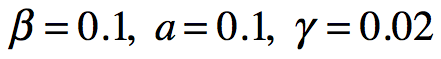 β = 0.1, a = 0.1, γ = 0.02